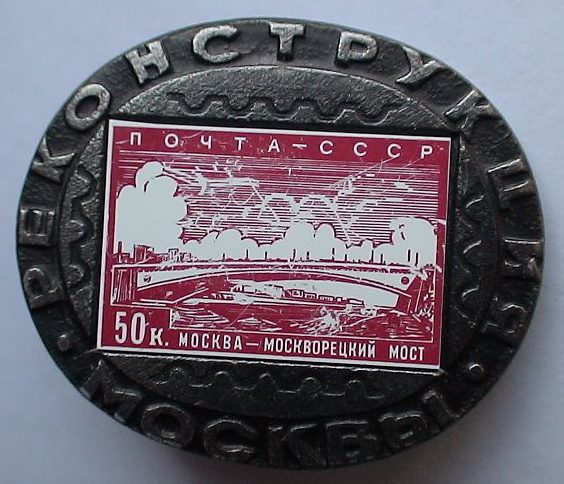 РЕКОНСТРУКЦИЯ
ПОЧТА – СССР
50к. МОСКВА – МОСКВОРЕЦКИЙ МОСТ
• МОСКВЫ •